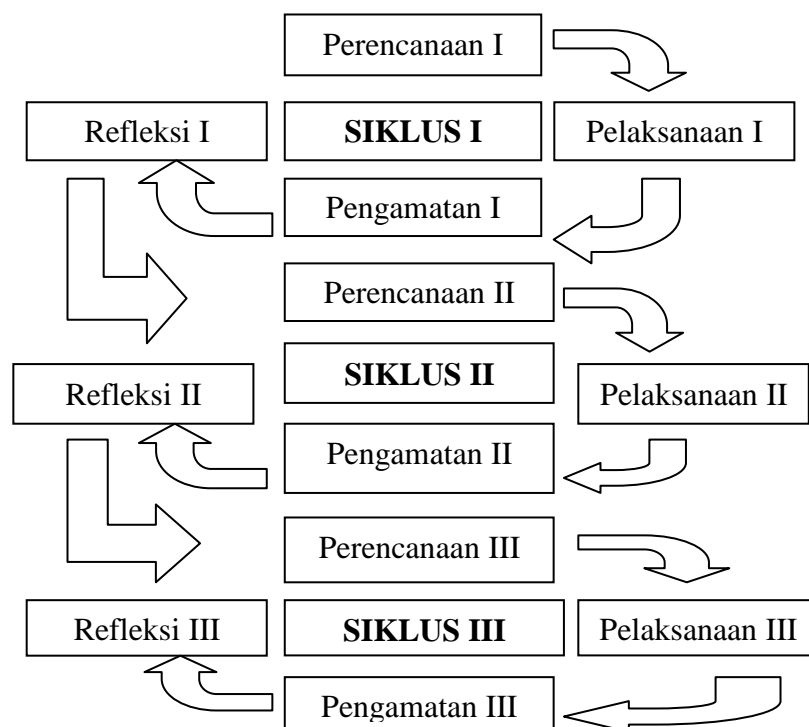 Perencanaan I
Refleksi I
SIKLUS I
Pelaksanaan I
Pengamatan I
Perencanaan II
Refleksi II
SIKLUS II
Pelaksanaan II
Pengamatan II
Perencanaan III
Refleksi III
SIKLUS III
Pelaksanaan III
Pengamatan III